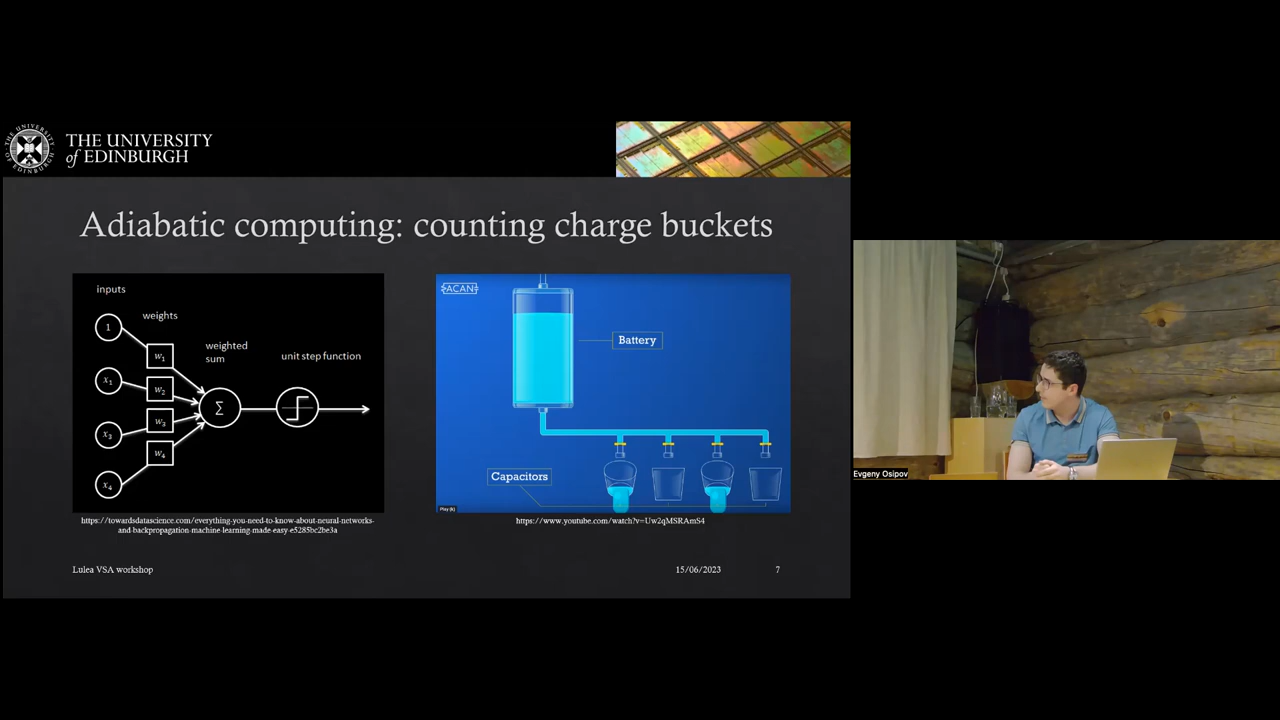 THE UNIVERSITY
of EDINBURGH
Adiabatic computing: counting charge buckets
inputs
weights
weighted
sum
unit step function
1
x₁
x₃
x₄
w₁
w₂
w₃
w₄
Σ
ACAN
Battery
Capacitors
Play (k)
https://towardsdatascience.com/everything-you-need-to-know-about-neural-networks-
and-backpropagation-machine-learning-made-easy-e5285bc2be3a
https://www.youtube.com/watch?v=Uw2qMSRAmS4
Lulea VSA workshop
15/06/2023
7
Evgeny Osipov